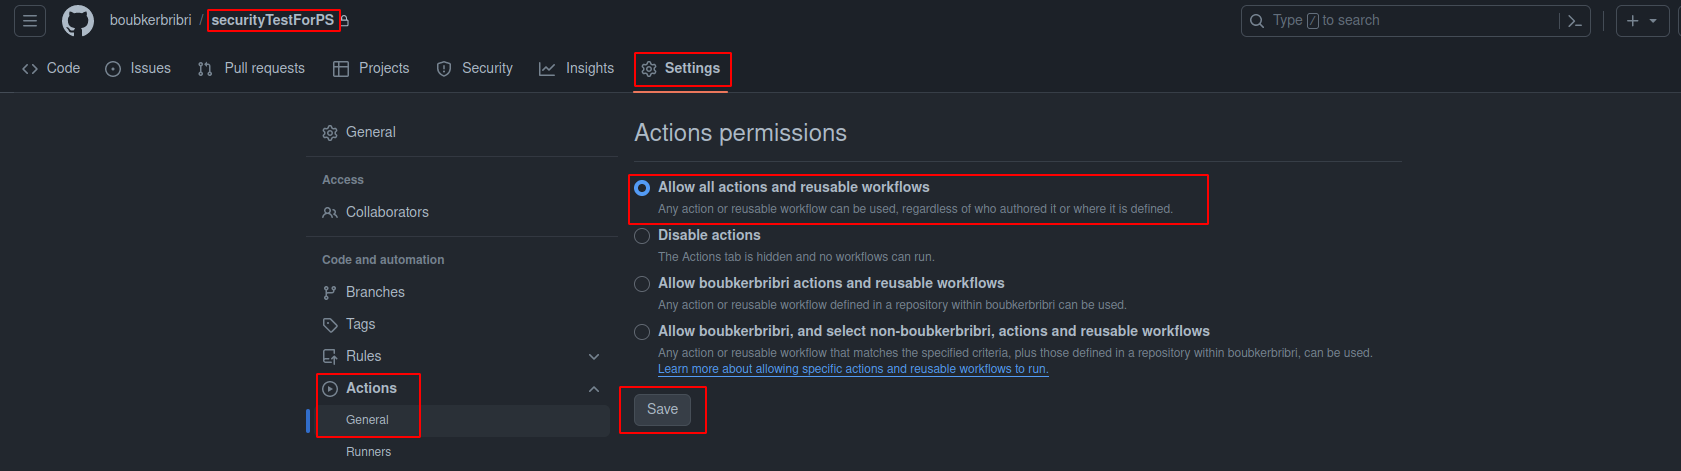 boubkerbribri / securityTestForPS
Type / to search
Code
Issues
Pull requests
Projects
Security
Insights
Settings
General
Access
Collaborators
Code and automation
Branches
Tags
Rules
Actions
General
Runners
Actions permissions
Allow all actions and reusable workflows
Any action or reusable workflow can be used, regardless of who authored it or where it is defined.
Disable actions
The Actions tab is hidden and no workflows can run.
Allow boubkerbribri actions and reusable workflows
Any action or reusable workflow defined in a repository within boubkerbribri can be used.
Allow boubkerbribri, and select non-boubkerbribri, actions and reusable workflows
Any action or reusable workflow that matches the specified criteria, plus those defined in a repository within boubkerbribri, can be used.
Learn more about allowing specific actions and reusable workflows to run.
Save